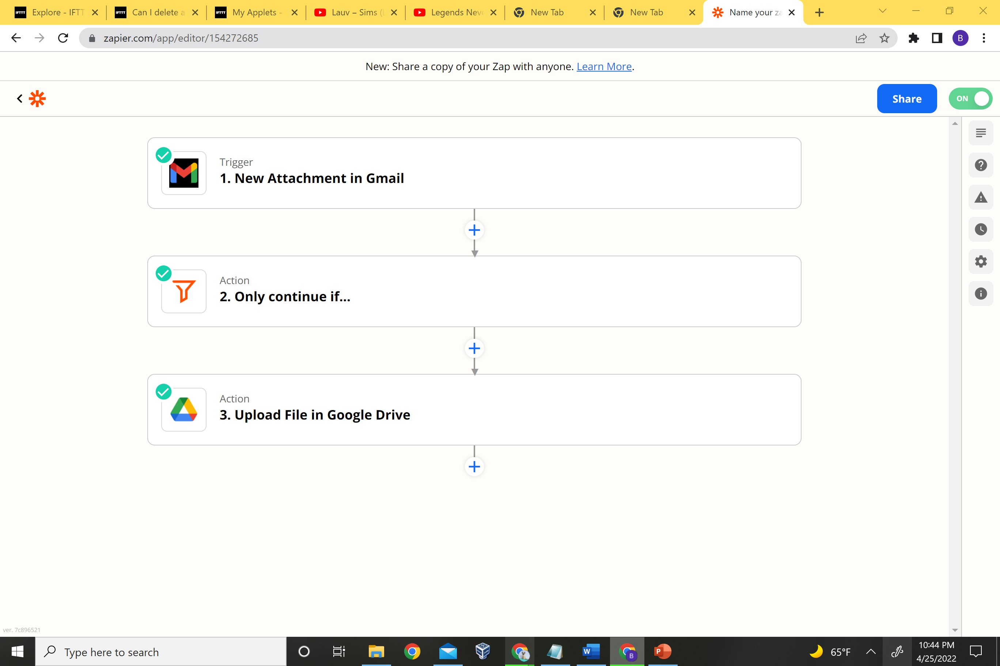 Explore - IFTT
Can I delete a
My Applets -
Lauv – Sims (
Legends Neve
New Tab
New Tab
Name your za
zapier.com/app/editor/154272685
B
New: Share a copy of your Zap with anyone. Learn More.
Share
ON
Trigger
1. New Attachment in Gmail
Action
2. Only continue if...
Action
3. Upload File in Google Drive
ver. 7c896521
Type here to search
65°F
10:44 PM
4/25/2022